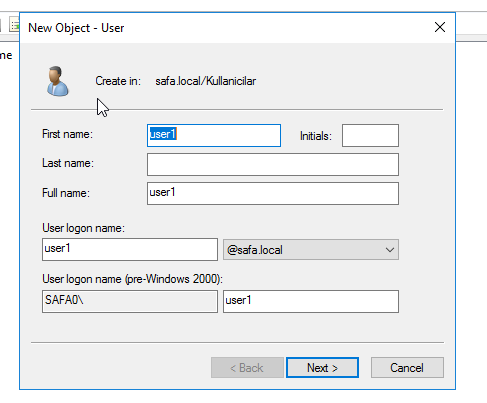 New Object - User
me
Create in: safa.local/Kullanicilar
First name: user1 Initials:
Last name:
Full name: user1
User logon name:
user1 @safa.local
User logon name (pre-Windows 2000):
SAFA0\ user1
< Back Next > Cancel